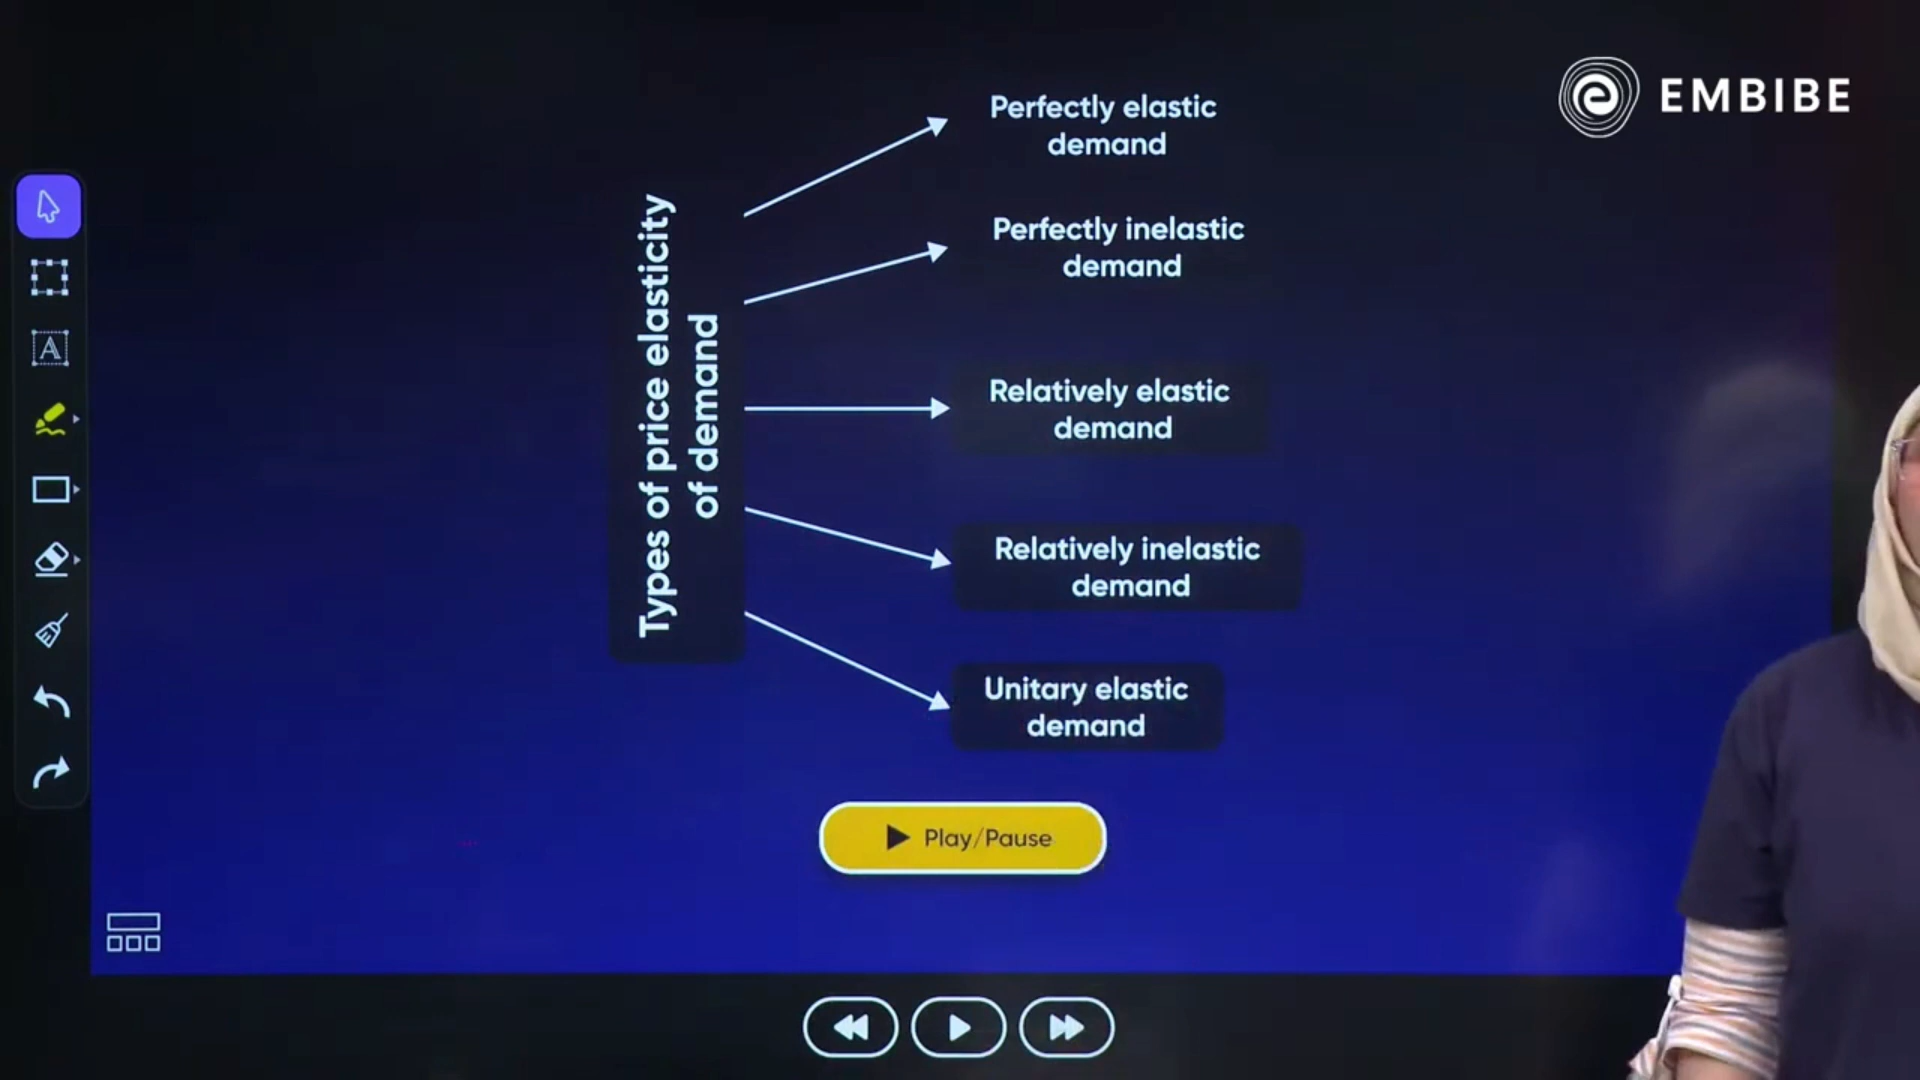 EMBIBE
Types of price elasticity
of demand
Perfectly elastic
demand
Perfectly inelastic
demand
Relatively elastic
demand
Relatively inelastic
demand
Unitary elastic
demand
Play/Pause